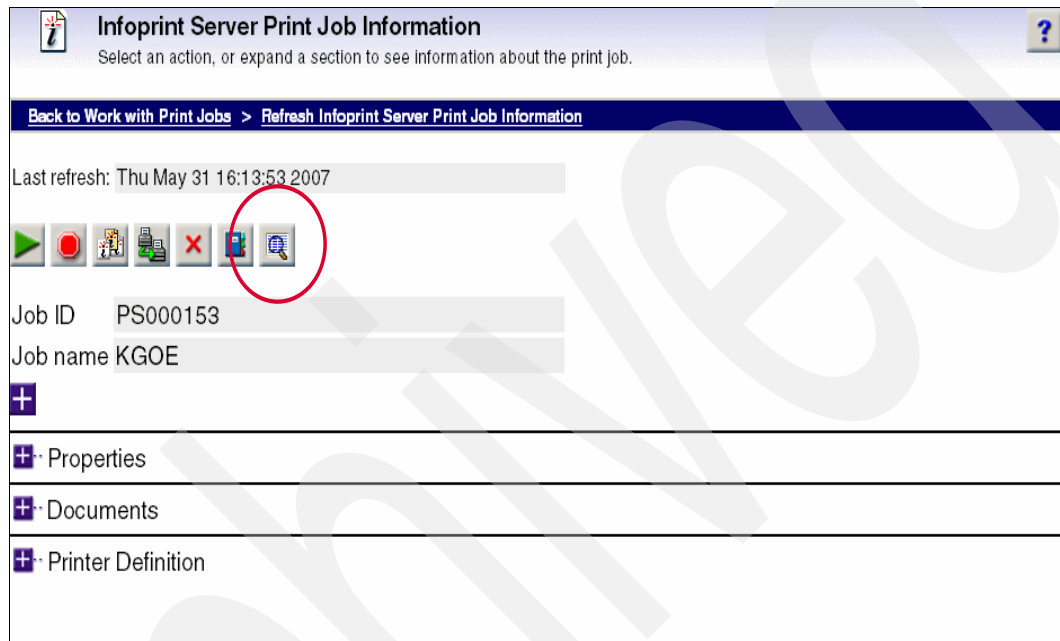 Infoprint Server Print Job Information
Select an action, or expand a section to see information about the print job.
Back to Work with Print Jobs > Refresh Infoprint Server Print Job Information
Last refresh: Thu May 31 16:13:53 2007
Job ID PS000153
Job name KGOE
Properties
Documents
Printer Definition